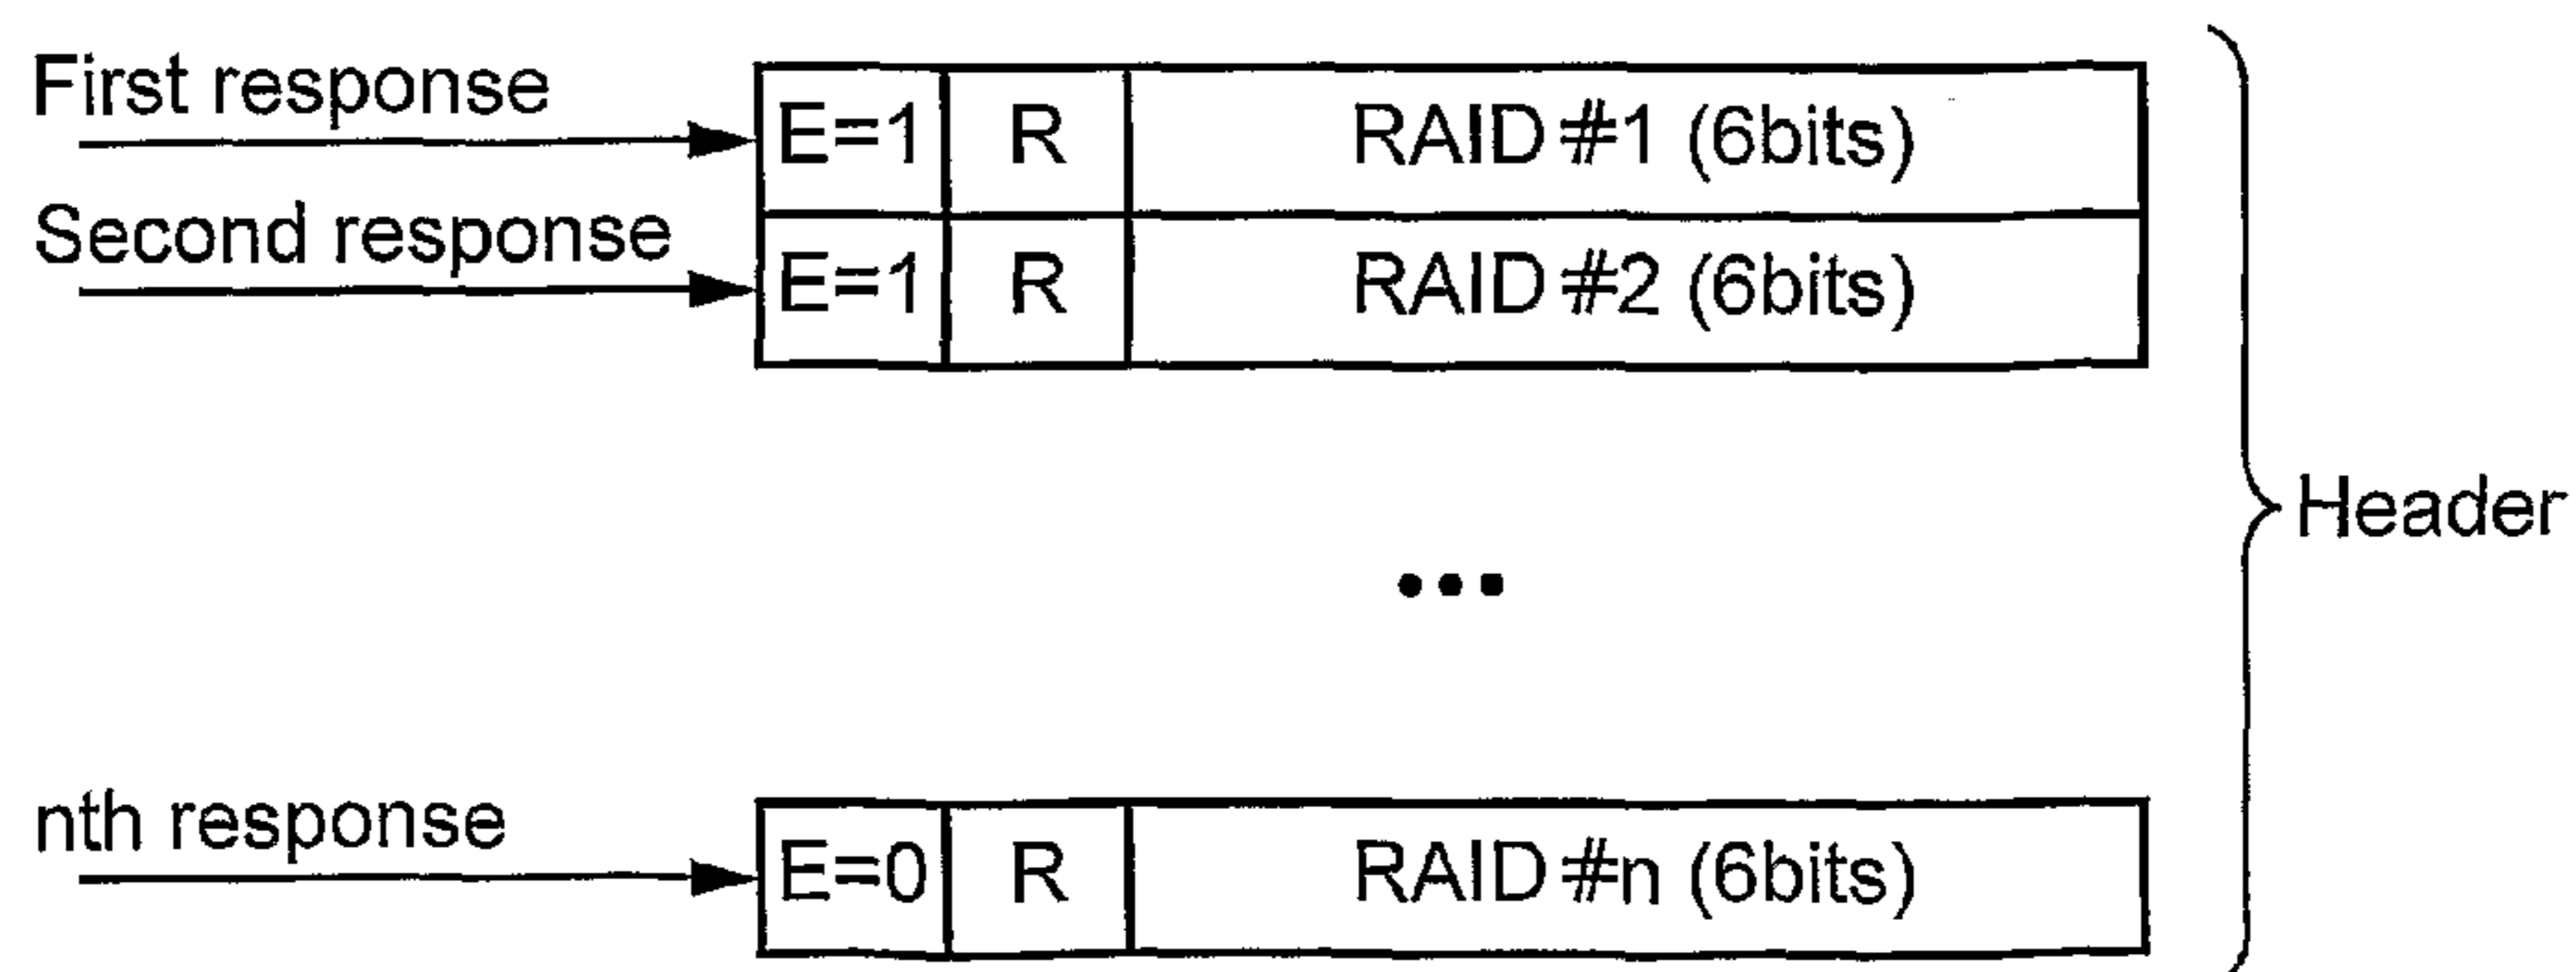 First response
E=1 R RAID #1 (6bits)
Second response
E=1 R RAID #2 (6bits)
...
Header
nth response
E=0 R RAID #n (6bits)